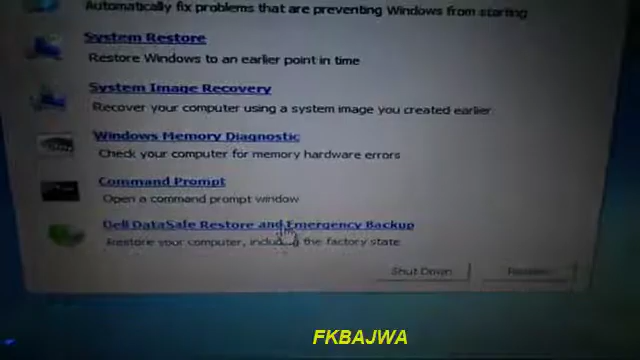 Automatically fix problems that are preventing Windows from starting
System Restore
Restore Windows to an earlier point in time
System Image Recovery
Recover your computer using a system image you created earlier
Windows Memory Diagnostic
Check your computer for memory hardware errors
Command Prompt
Open a command prompt window
Dell DataSafe Restore and Emergency Backup
Restore your computer, including the factory state
Shut Down Restart
FKBAJWA